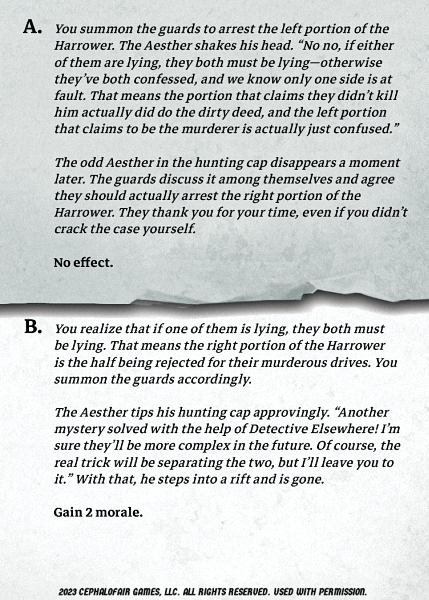 A. You summon the guards to arrest the left portion of the
Harrower. The Aesther shakes his head. “No no, if either
of them are lying, they both must be lying—otherwise
they’ve both confessed, and we know only one side is at
fault. That means the portion that claims they didn’t kill
him actually did do the dirty deed, and the left portion
that claims to be the murderer is actually just confused.”
The odd Aesther in the hunting cap disappears a moment
later. The guards discuss it among themselves and agree
they should actually arrest the right portion of the
Harrower. They thank you for your time, even if you didn’t
crack the case yourself.
No effect.
B. You realize that if one of them is lying, they both must
be lying. That means the right portion of the Harrower
is the half being rejected for their murderous drives. You
summon the guards accordingly.
The Aesther tips his hunting cap approvingly. “Another
mystery solved with the help of Detective Elsewhere! I’m
sure they’ll be more complex in the future. Of course, the
real trick will be separating the two, but I’ll leave you to
it.” With that, he steps into a rift and is gone.
Gain 2 morale.
2023 CEPHALOFAIR GAMES, LLC. ALL RIGHTS RESERVED. USED WITH PERMISSION.